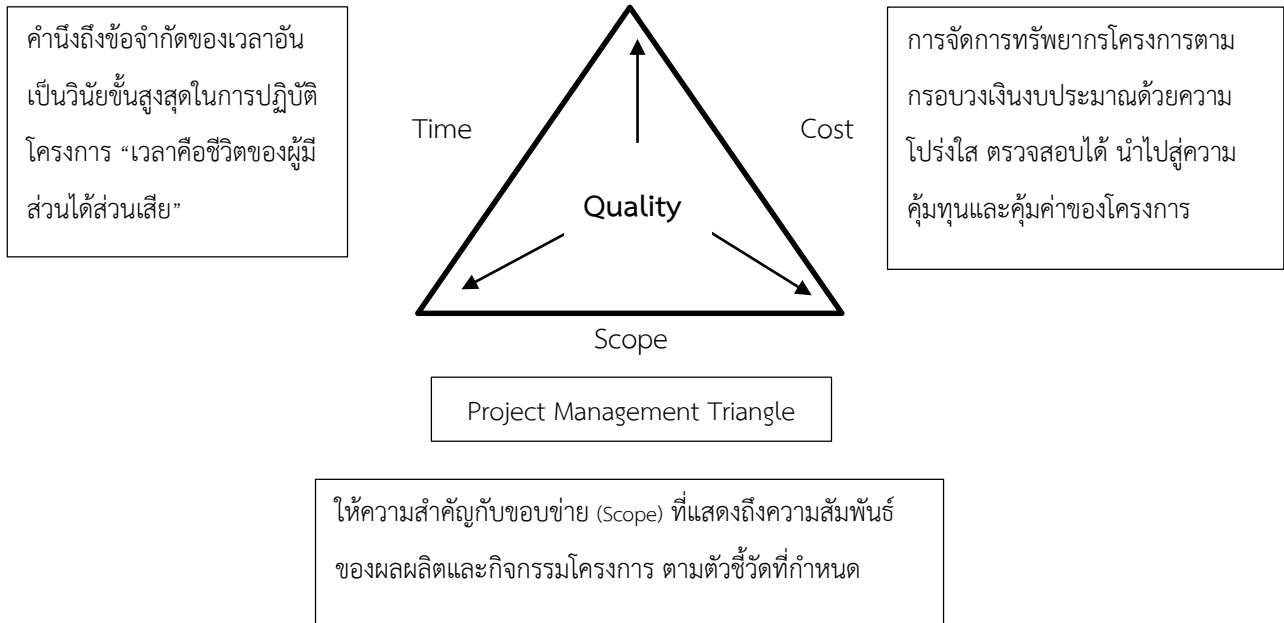 คำนึงถึงข้อจำกัดของเวลาอัน
เป็นวินัยขั้นสูงสุดในการปฏิบัติ
โครงการ “เวลาคือชีวิตของผู้มี
ส่วนได้ส่วนเสีย”
Time
Quality
Cost
การจัดการทรัพยากรโครงการตาม
กรอบวงเงินงบประมาณด้วยความ
โปร่งใส ตรวจสอบได้ นำไปสู่ความ
คุ้มทุนและคุ้มค่าของโครงการ
Scope
Project Management Triangle
ให้ความสำคัญกับขอบข่าย (Scope) ที่แสดงถึงความสัมพันธ์
ของผลผลิตและกิจกรรมโครงการ ตามตัวชี้วัดที่กำหนด